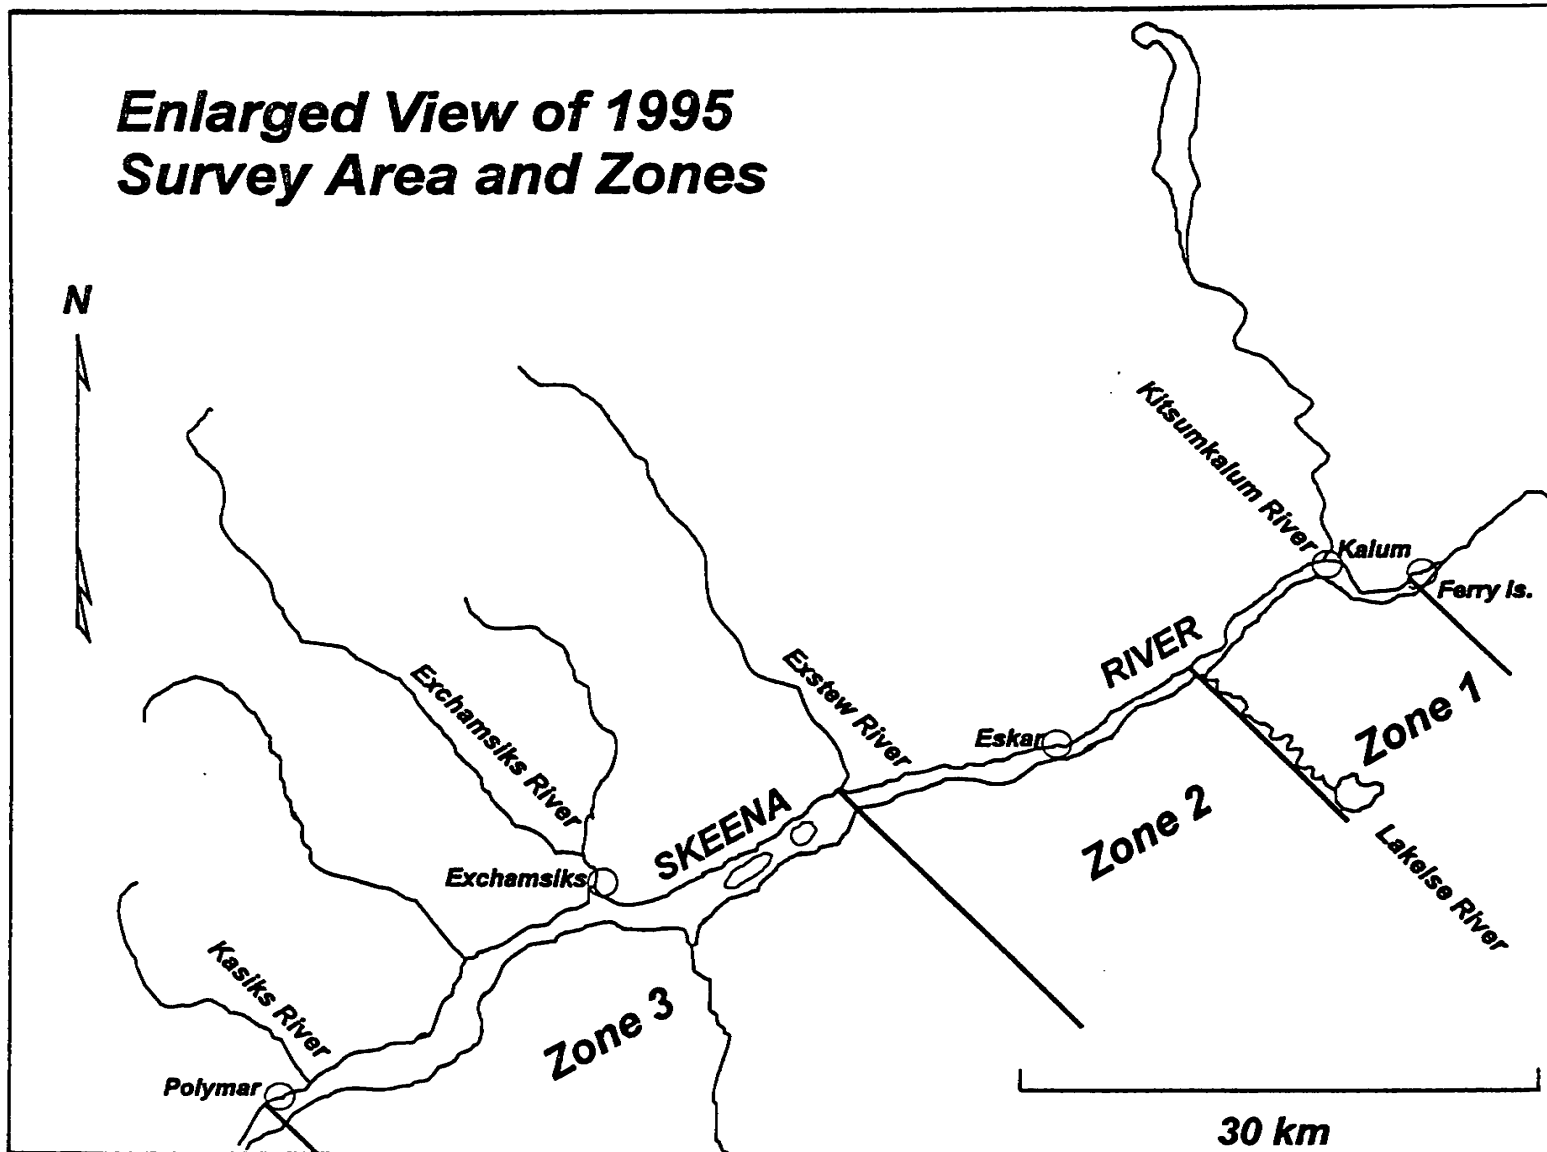 Enlarged View of 1995
Survey Area and Zones
N
Kitsumkalum River
Kalum
Ferry Is.
RIVER
Exstew River
Exchamsiks River
Eskar
Zone 1
SKEENA
Zone 2
Lakelse River
Exchamsiks
Kasiks River
Zone 3
Polymar
30 km